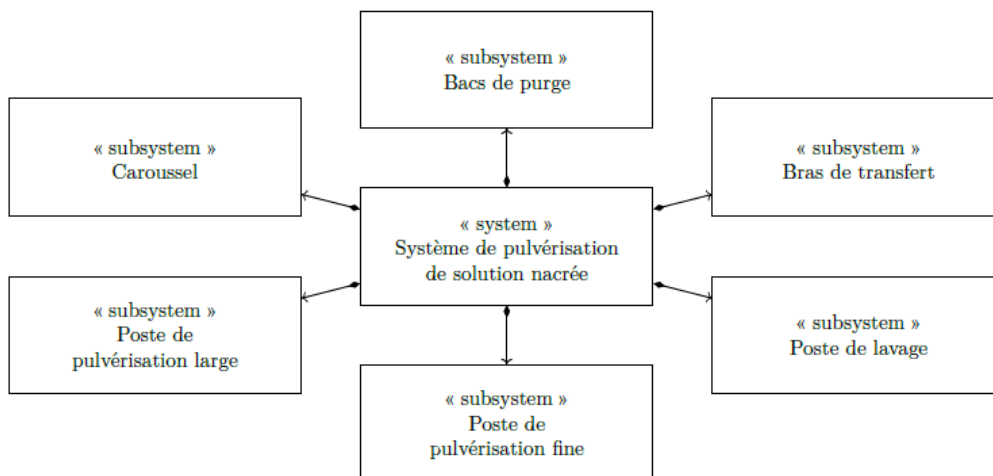 « subsystem »
Bacs de purge
« subsystem »
Caroussel
« subsystem »
Bras de transfert
« system »
Système de pulvérisation
de solution nacrée
« subsystem »
Poste de
pulvérisation large
« subsystem »
Poste de lavage
« subsystem »
Poste de
pulvérisation fine